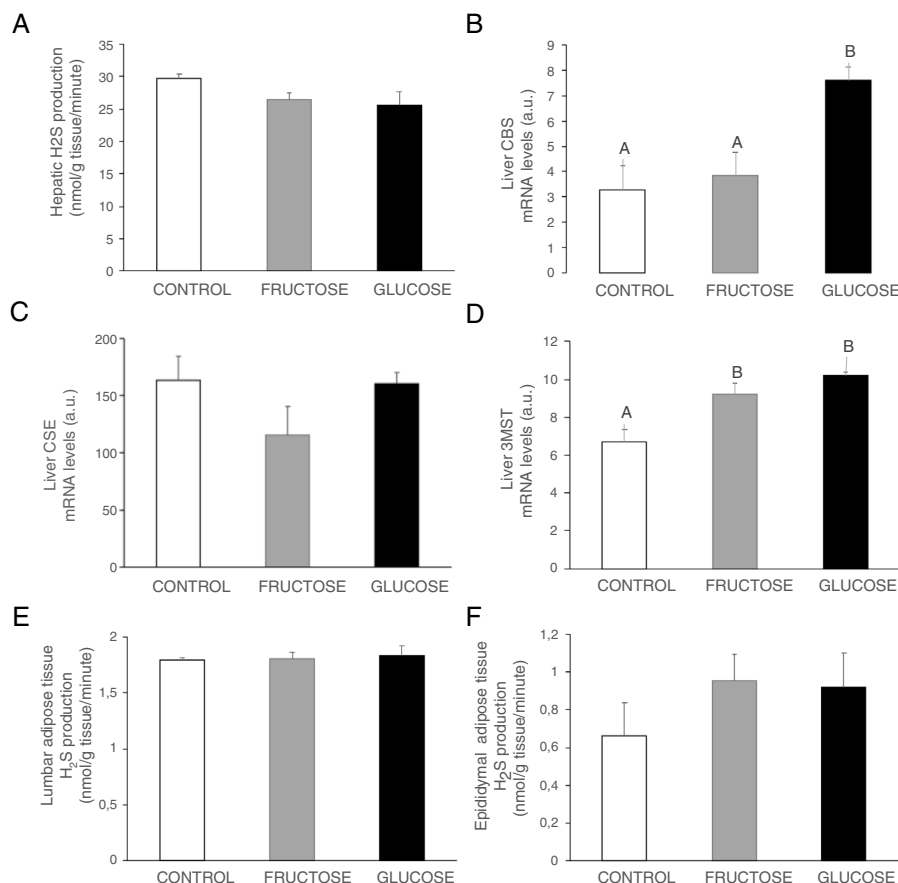 A
Hepatic H2S production
(nmol/g tissue/minute)
35
30
25
20
15
10
5
0
CONTROL FRUCTOSE GLUCOSE
B
Liver CBS
mRNA levels (a.u.)
9
8
7
6
5
4
3
2
1
0
A A B
CONTROL FRUCTOSE GLUCOSE
C
Liver CSE
mRNA levels (a.u.)
200
150
100
50
0
CONTROL FRUCTOSE GLUCOSE
D
Liver 3MST
mRNA levels (a.u.)
12
10
8
6
4
2
0
A B B
CONTROL FRUCTOSE GLUCOSE
E
Lumbar adipose tissue
H₂S production
(nmol/g tissue/minute)
2
1,5
1
0,5
0
CONTROL FRUCTOSE GLUCOSE
F
Epididymal adipose tissue
H2S production
(nmol/g tissue/minute)
1,2
1
0,8
0,6
0,4
0,2
0
CONTROL FRUCTOSE GLUCOSE